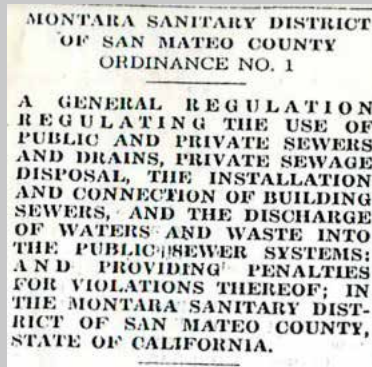 MONTARA SANITARY DISTRICT
OF SAN MATEO COUNTY
ORDINANCE NO. 1
A GENERAL REGULATION
REGULATING THE USE OF
PUBLIC AND PRIVATE SEWERS
AND DRAINS, PRIVATE SEWAGE
DISPOSAL, THE INSTALLATION
AND CONNECTION OF BUILDING
SEWERS, AND THE DISCHARGE
OF WATERS AND WASTE INTO
THE PUBLIC SEWER SYSTEMS:
AND PROVIDING PENALTIES
FOR VIOLATIONS THEREOF; IN
THE MONTARA SANITARY DIST-
RICT OF SAN MATEO COUNTY,
STATE OF CALIFORNIA.